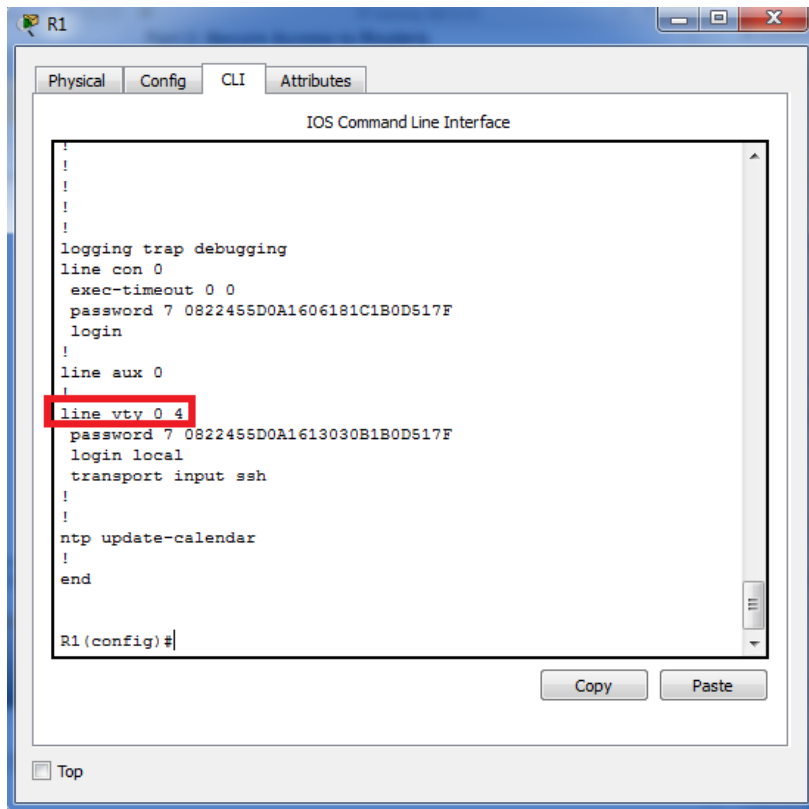 R1
Physical Config CLI Attributes
IOS Command Line Interface
!
!
!
!
!
logging trap debugging
line con 0
exec-timeout 0 0
password 7 0822455D0A1606181C1B0D517F
login
!
line aux 0
!
line vty 0 4
password 7 0822455D0A1613030B1B0D517F
login local
transport input ssh
!
!
ntp update-calendar
!
end
R1(config)#
Copy Paste
Top